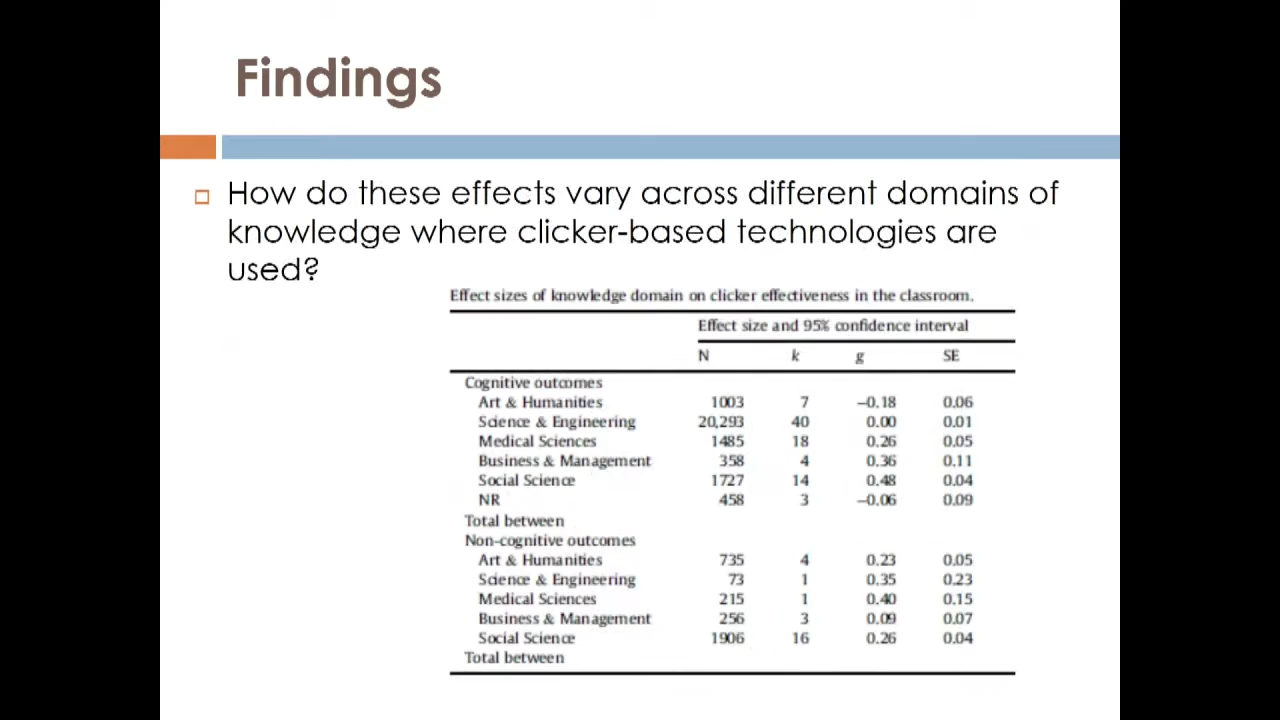 Findings
How do these effects vary across different domains of
knowledge where clicker-based technologies are
used?
Effect sizes of knowledge domain on clicker effectiveness in the classroom.
Effect size and 95% confidence interval
N k g SE
Cognitive outcomes
Art & Humanities 1003 7 −0.18 0.06
Science & Engineering 20,293 40 0.00 0.01
Medical Sciences 1485 18 0.26 0.05
Business & Management 358 4 0.36 0.11
Social Science 1727 14 0.48 0.04
NR 458 3 −0.06 0.09
Total between
Non-cognitive outcomes
Art & Humanities 735 4 0.23 0.05
Science & Engineering 73 1 0.35 0.23
Medical Sciences 215 1 0.40 0.15
Business & Management 256 3 0.09 0.07
Social Science 1906 16 0.26 0.04
Total between